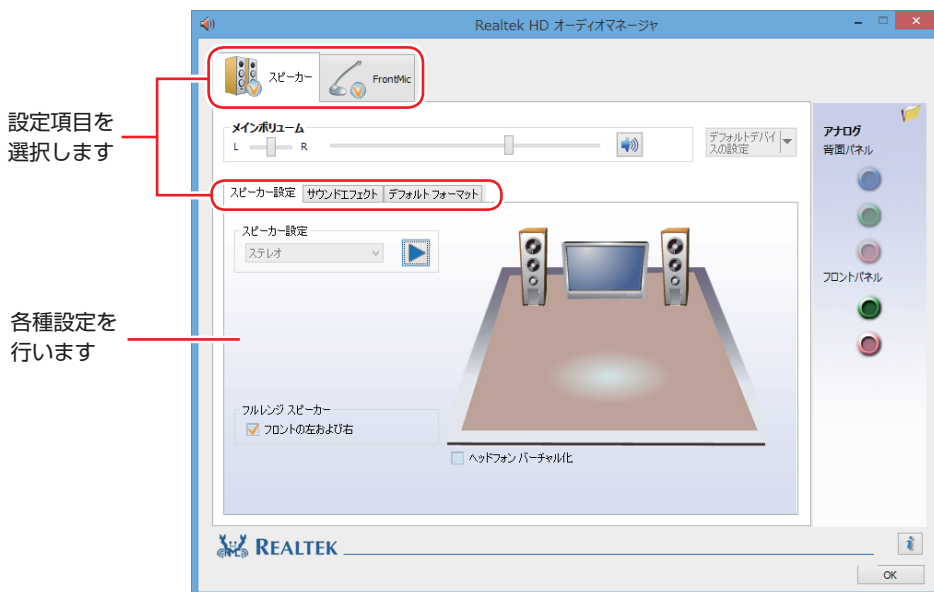 Realtek HD オーディオマネージャ
設定項目を
選択します
スピーカー
FrontMic
メインボリューム
L
R
デフォルトデバイ
スの設定
アナログ
背面パネル
スピーカー設定
サウンドエフェクト
デフォルト フォーマット
スピーカー設定
ステレオ
フロントパネル
各種設定を
行います
フルレンジ スピーカー
フロントの左および右
ヘッドフォン バーチャル化
REALTEK
i
OK